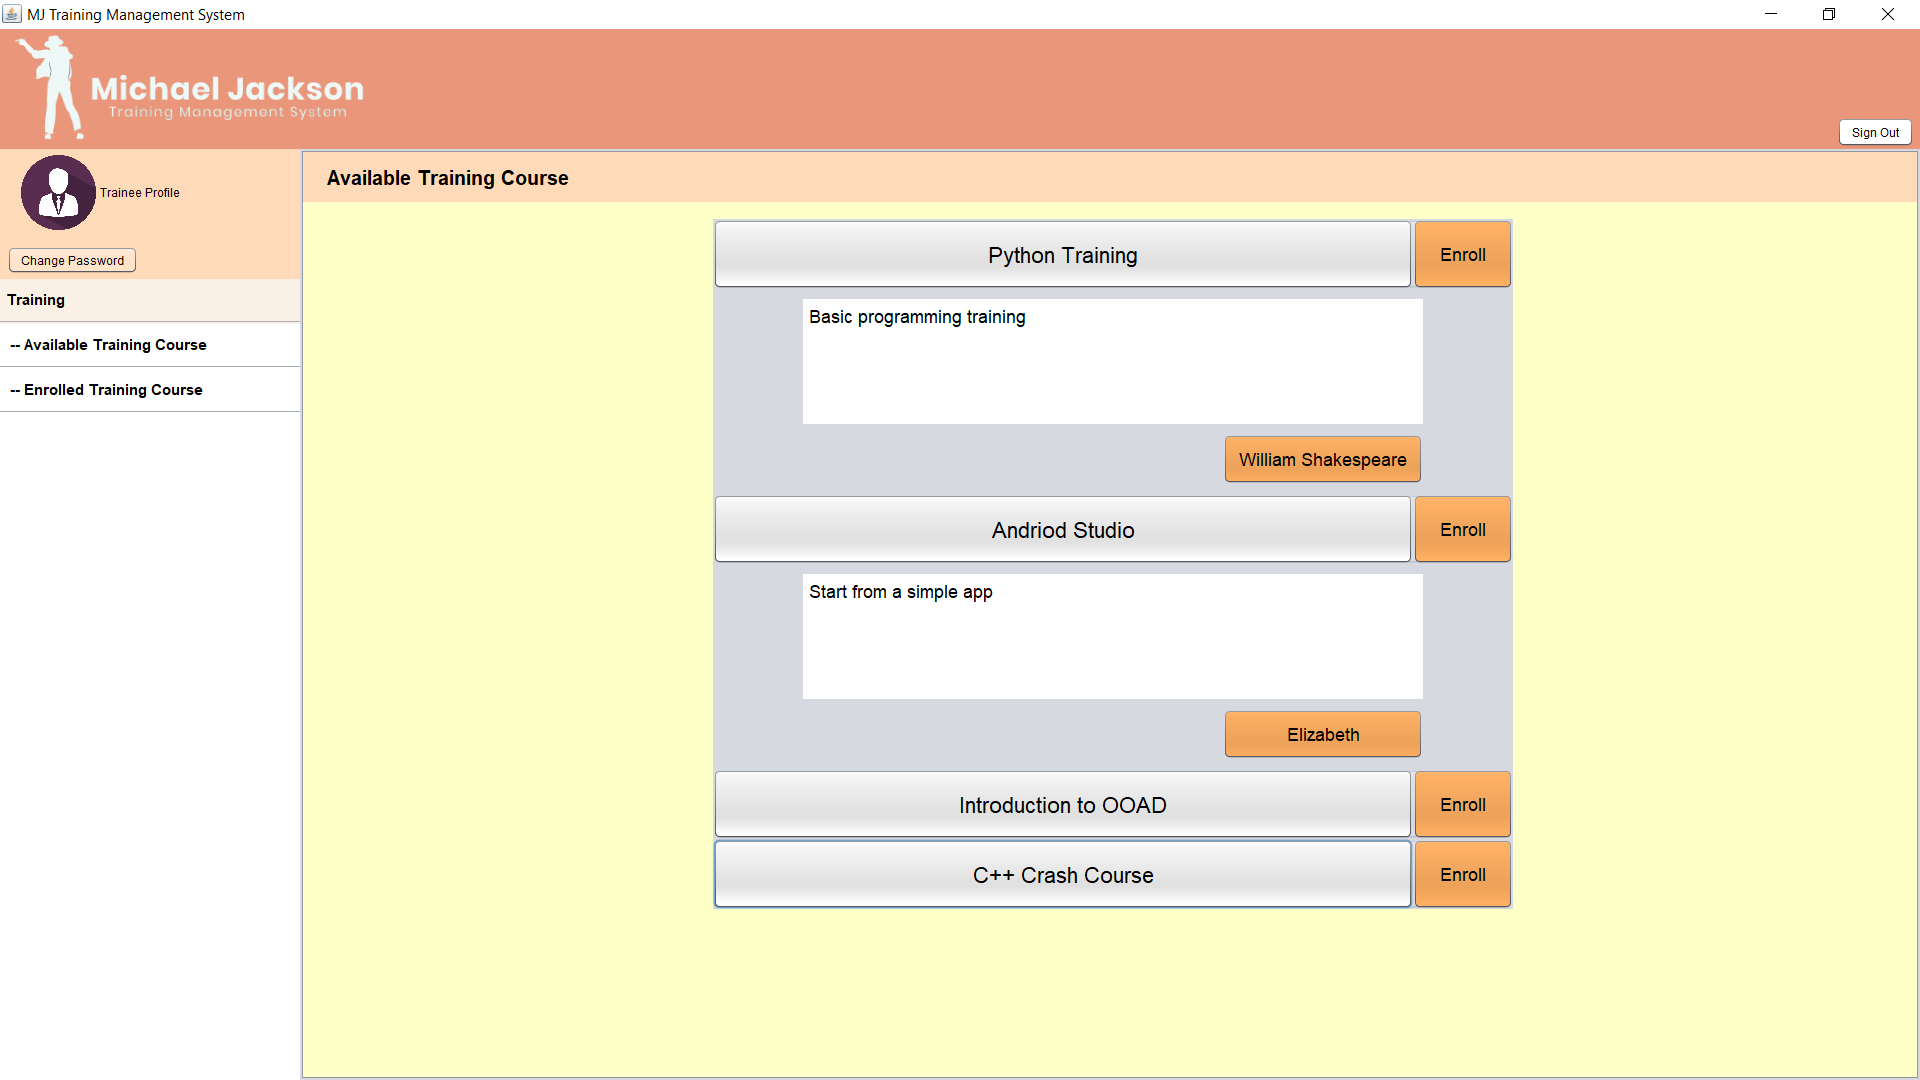 MJ Training Management System
Michael Jackson
Training Management System
Sign Out
Trainee Profile
Change Password
Training
-- Available Training Course
-- Enrolled Training Course
Available Training Course
Python Training
Enroll
Basic programming training
William Shakespeare
Andriod Studio
Enroll
Start from a simple app
Elizabeth
Introduction to OOAD
Enroll
C++ Crash Course
Enroll